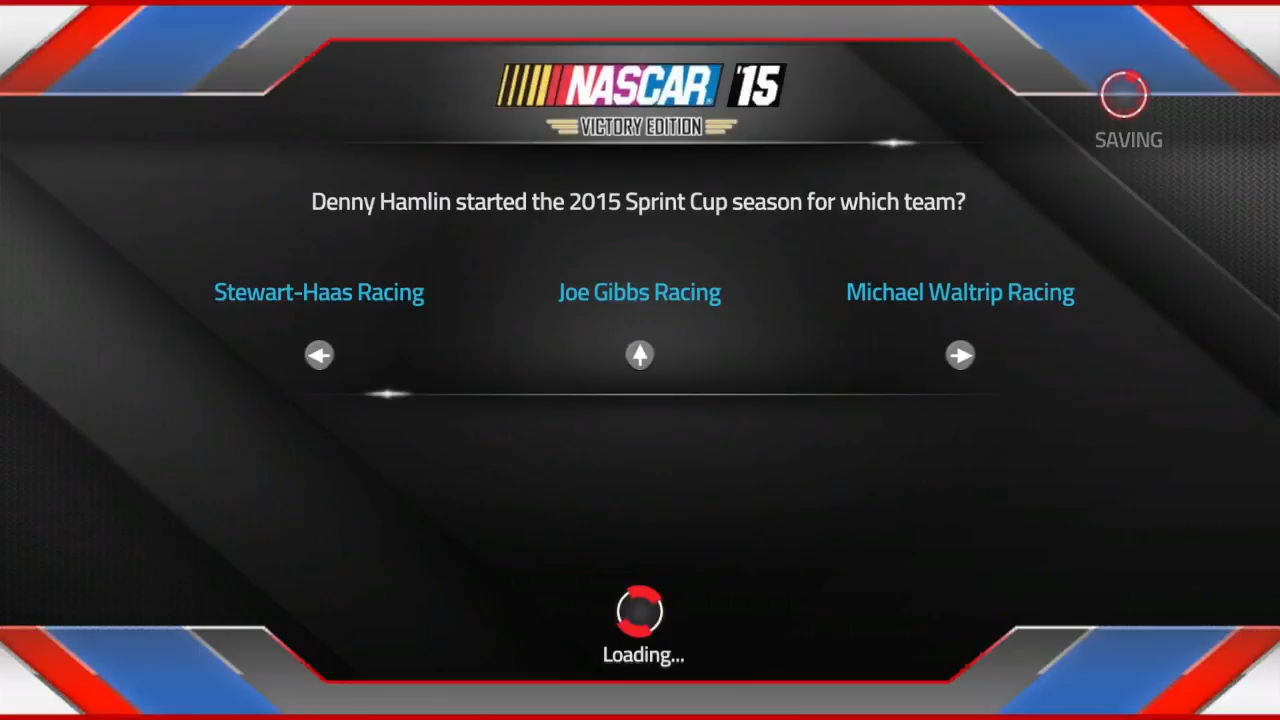 NASCAR '15
VICTORY EDITION
SAVING
Denny Hamlin started the 2015 Sprint Cup season for which team?
Stewart-Haas Racing
Joe Gibbs Racing
Michael Waltrip Racing
Loading...